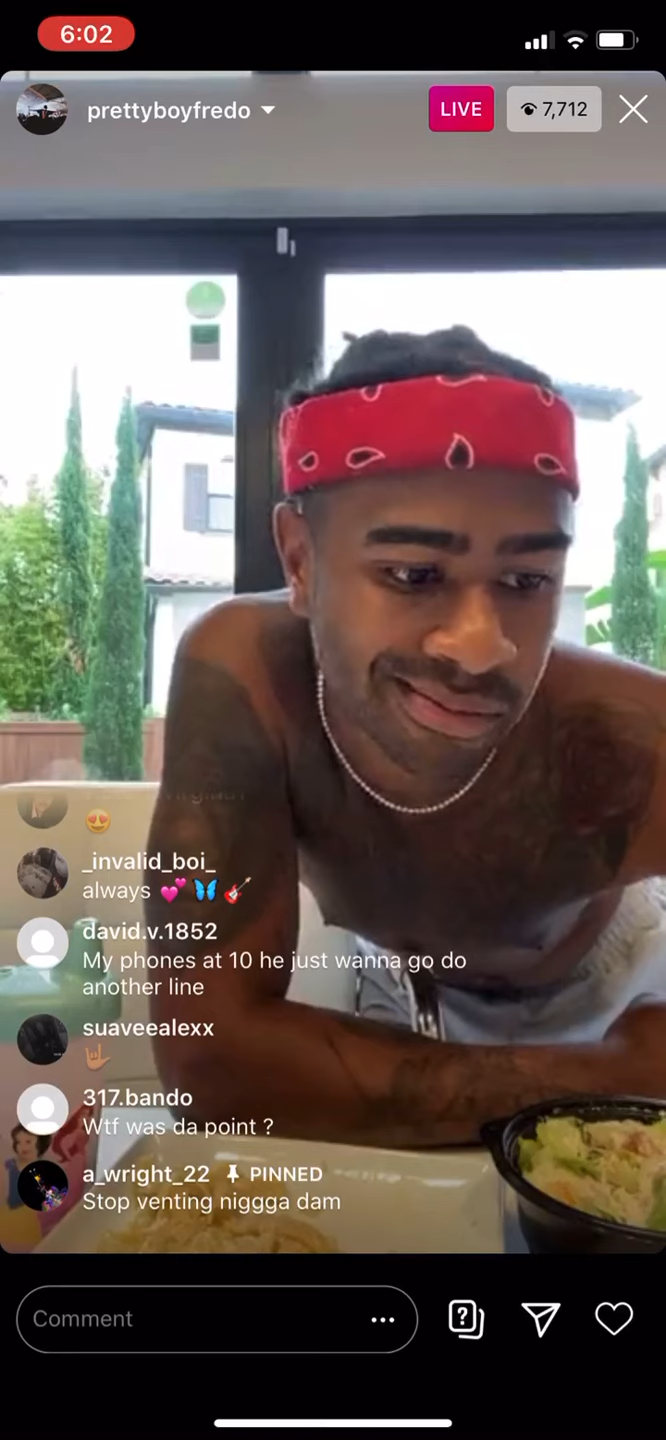 6:02
prettyboyfredo
LIVE
7,712
_invalid_boi_
always 💕 🦋 🎸
david.v.1852
My phones at 10 he just wanna go do
another line
suaveealexx
🤟🏽
317.bando
Wtf was da point ?
a_wright_22 📌 PINNED
Stop venting niggga dam
Comment